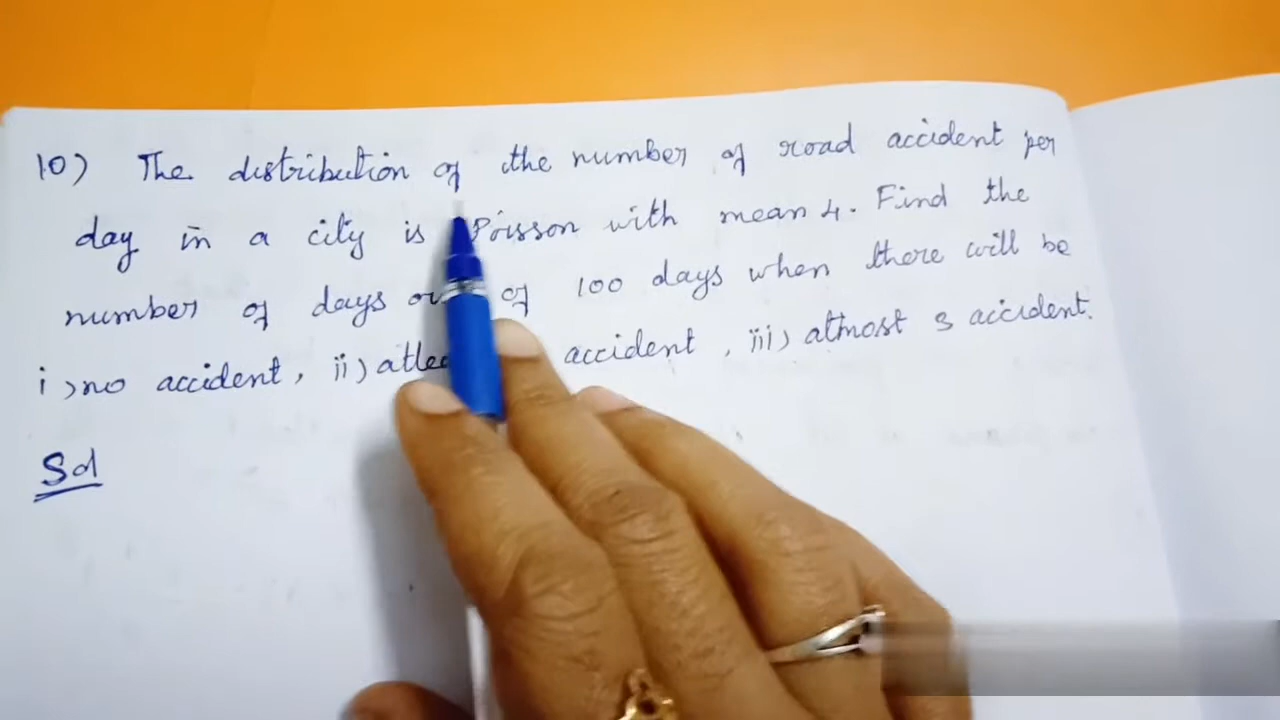 10) The distribution of the number of road accident per
day in a city is Poisson with mean 4. Find the
number of days of 100 days when there will be
i) no accident, ii) accident, iii) atmost 3 accident.
Sol